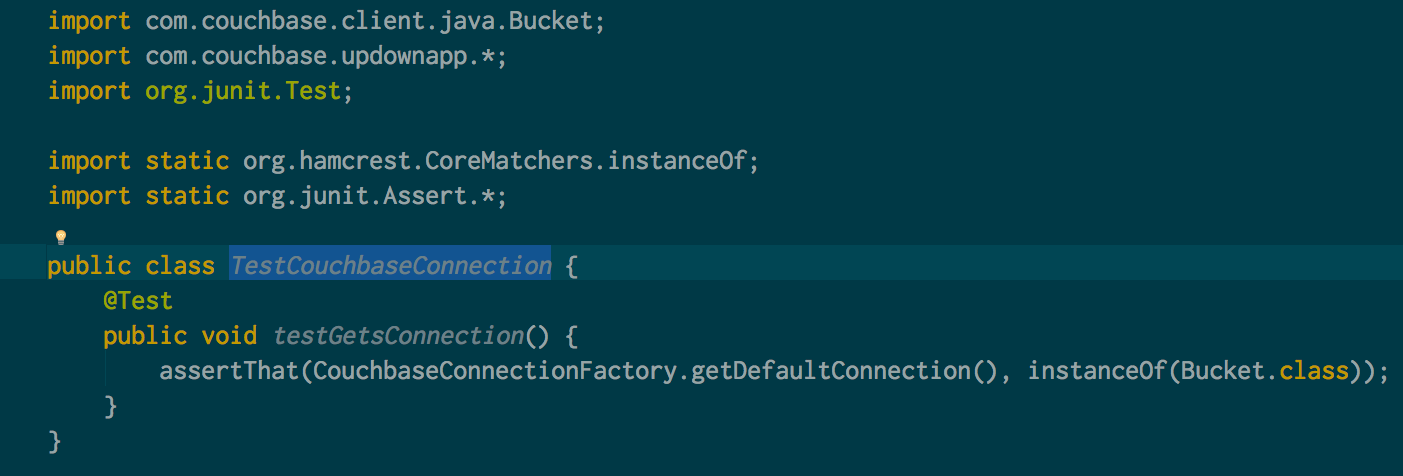 import com.couchbase.client.java.Bucket;
import com.couchbase.updownapp.*;
import org.junit.Test;
import static org.hamcrest.CoreMatchers.instanceOf;
import static org.junit.Assert.*;
public class TestCouchbaseConnection {
@Test
public void testGetsConnection() {
assertThat(CouchbaseConnectionFactory.getDefaultConnection(), instanceOf(Bucket.class));
}
}